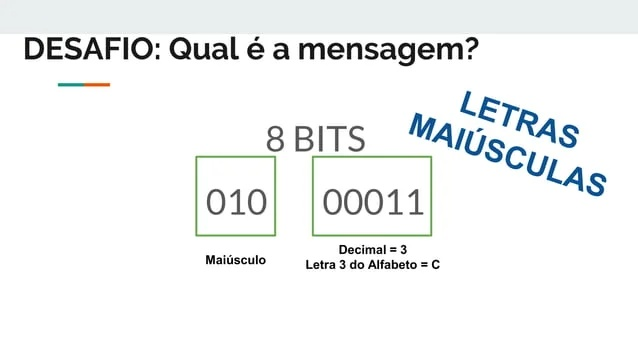 DESAFIO: Qual é a mensagem?
LETRAS
MAIÚSCULAS
8 BITS
010 00011
Maiúsculo
Decimal = 3
Letra 3 do Alfabeto = C